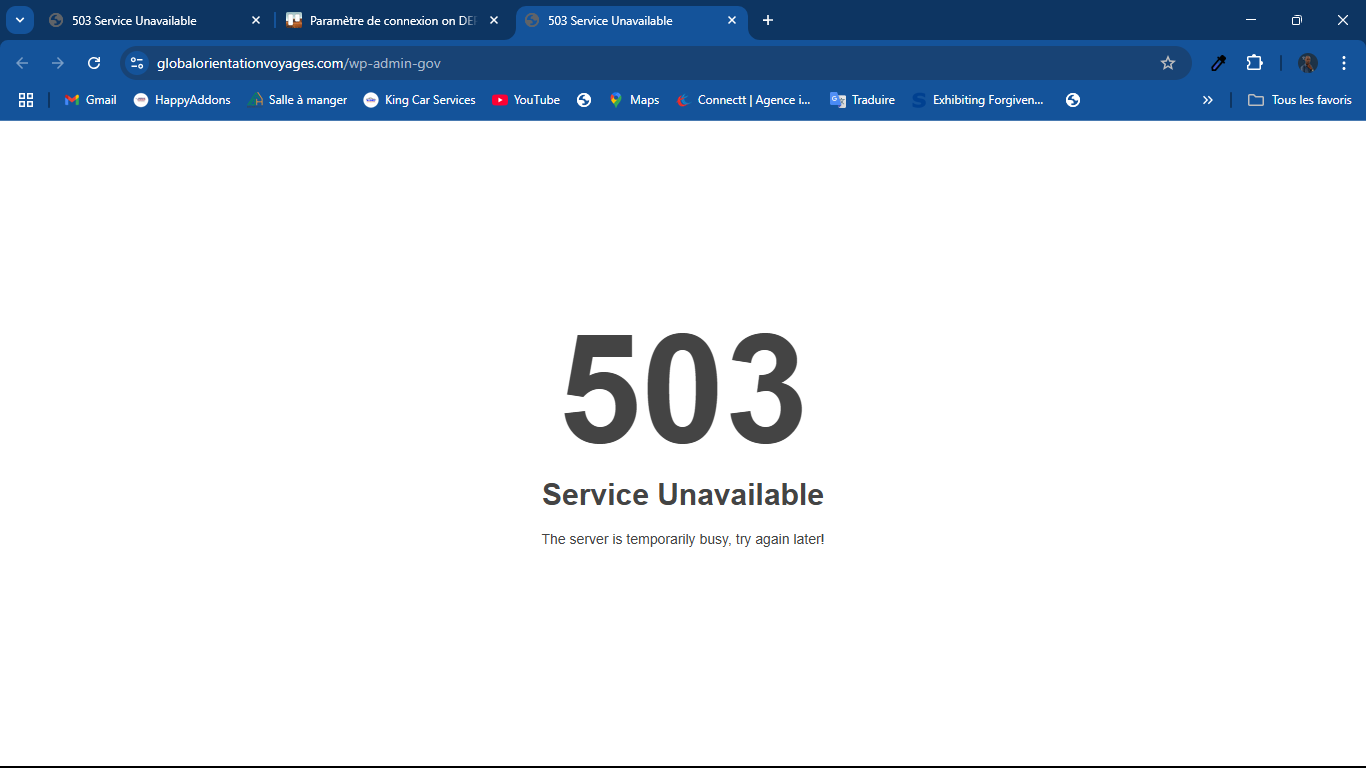 503 Service Unavailable
Paramètre de connexion on DEF
503 Service Unavailable
globalorientationvoyages.com/wp-admin-gov
Gmail
HappyAddons
Salle à manger
King Car Services
YouTube
Maps
Connectt | Agence i...
Traduire
Exhibiting Forgiven...
Tous les favoris
503
Service Unavailable
The server is temporarily busy, try again later!